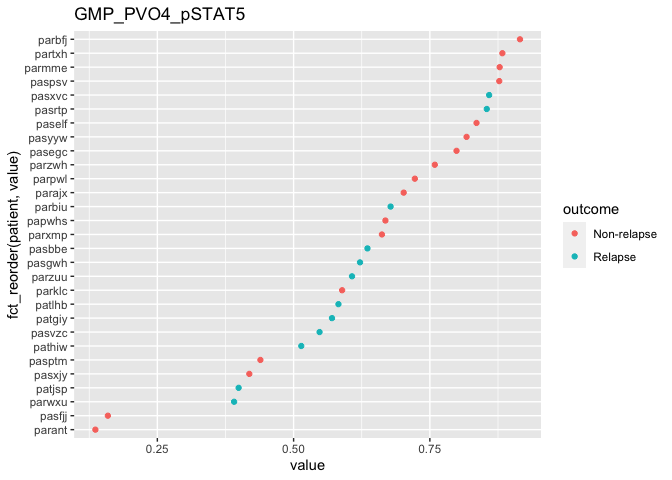 GMP_PVO4_pSTAT5
fct_reorder(patient, value)
parbfj
partxh
parmme
paspsv
pasxvc
pasrtp
paself
pasyyw
pasegc
parzwh
parpwl
parajx
parbiu
papwhs
parxmp
pasbbe
pasgwh
parzuu
parklc
patlhb
patgiy
pasvzc
pathiw
pasptm
pasxjy
patjsp
parwxu
pasfjj
parant
0.25 0.50 0.75
value
outcome
Non-relapse
Relapse